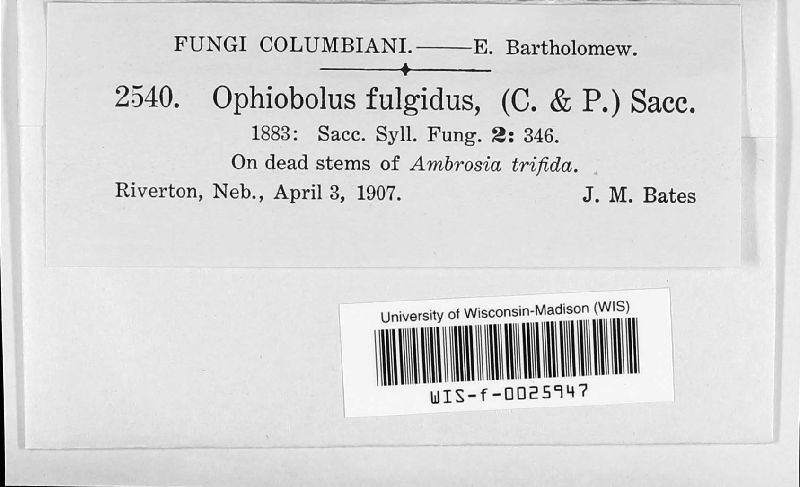 FUNGI COLUMBIANI.——E. Bartholomew.
2540. Ophiobolus fulgidus, (C. & P.) Sacc.
1883: Sacc. Syll. Fung. 2: 346.
On dead stems of Ambrosia trifida.
Riverton, Neb., April 3, 1907. J. M. Bates
University of Wisconsin-Madison (WIS)
WIS-f-0025947